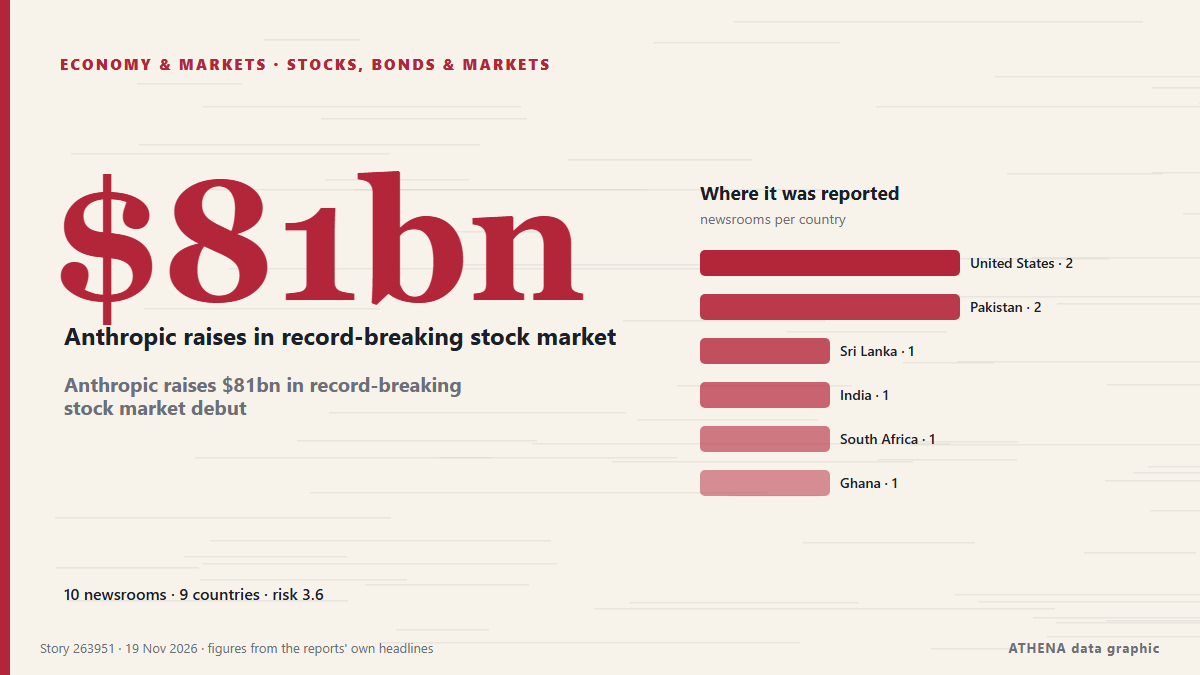 ECONOMY & MARKETS · STOCKS, BONDS & MARKETS
$81bn
Anthropic raises in record-breaking stock market
Anthropic raises $81bn in record-breaking
stock market debut
10 newsrooms · 9 countries · risk 3.6
Where it was reported
newsrooms per country
United States · 2
Pakistan · 2
Sri Lanka · 1
India · 1
South Africa · 1
Ghana · 1
Story 263951 · 19 Nov 2026 · figures from the reports' own headlines
ATHENA data graphic